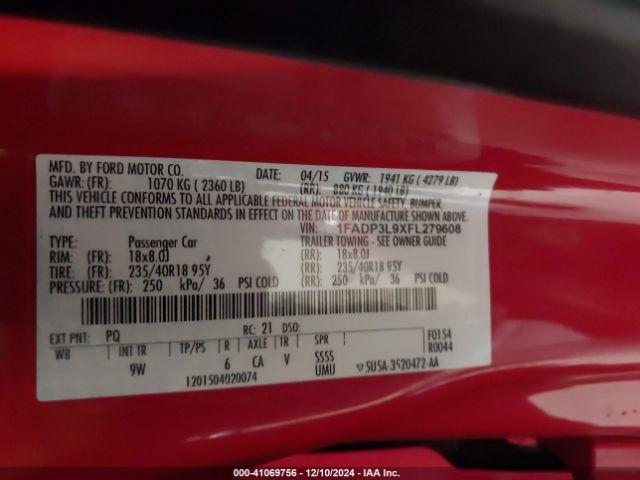 MFD. BY FORD MOTOR CO. DATE: 04/15 GVWR: 1941 KG ( 4279 LB)
GAWR: (FR): 1070 KG ( 2360 LB) (RR): 880 KG ( 1940 LB)
THIS VEHICLE CONFORMS TO ALL APPLICABLE FEDERAL MOTOR VEHICLE SAFETY, BUMPER,
AND THEFT PREVENTION STANDARDS IN EFFECT ON THE DATE OF MANUFACTURE SHOWN ABOVE.
VIN: 1FADP3L9XFL279608
TYPE: Passenger Car TRAILER TOWING - SEE OWNERS GUIDE
RIM: (FR): 18x8.0J (RR): 18x8.0J
TIRE: (FR): 235/40R18 95Y (RR): 235/40R18 95Y
PRESSURE: (FR): 250 kPa/ 36 PSI COLD (RR): 250 kPa/ 36 PSI COLD
EXT PNT: PQ RC: 21 DSO: F0154
WB INT TR TP/PS R AXLE TR SPR R0044
9W 6 CA V SSSS
UMU
1201504020074 5U5A-3520472-AA
000-41069756 - 12/10/2024 - IAA Inc.